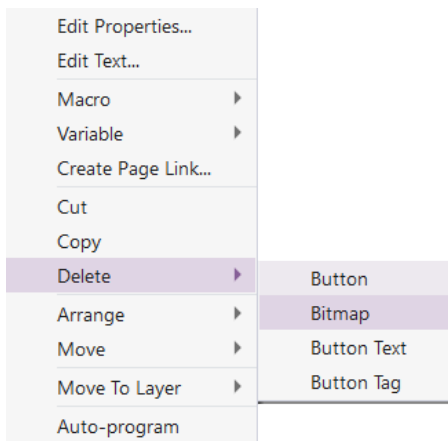 Edit Properties...
Edit Text...
Macro
Variable
Create Page Link...
Cut
Copy
Delete
Button
Arrange
Bitmap
Move
Button Text
Move To Layer
Button Tag
Auto-program